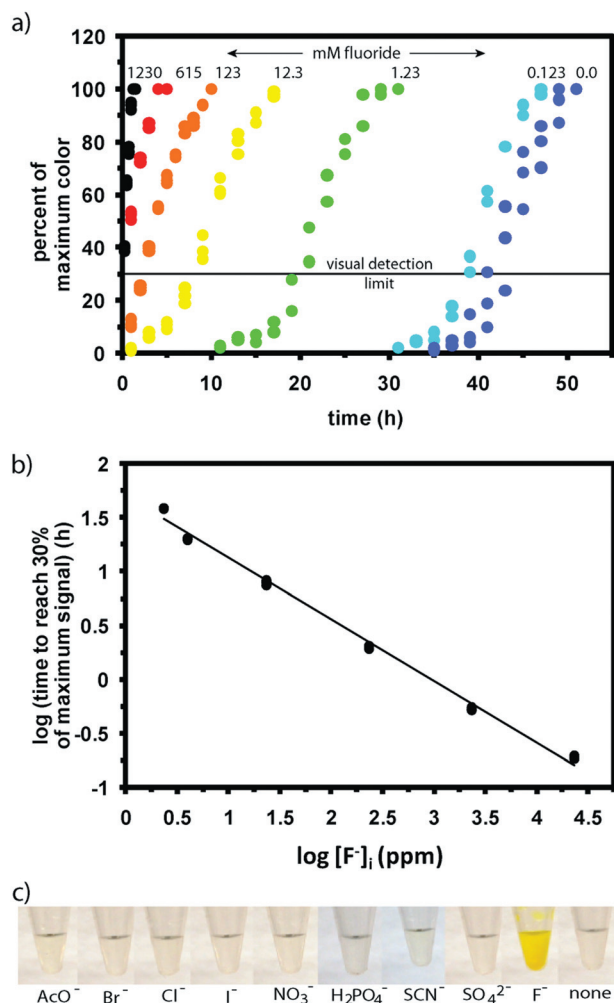 a)
120
100
80
60
40
20
0
percent of
maximum color
mM fluoride
1230 615 123 12.3 1.23 0.123 0.0
visual detection
limit
0 10 20 30 40 50
time (h)
b)
2
1.5
1
0.5
0
-0.5
-1
log (time to reach 30%
of maximum signal) (h)
0 0.5 1 1.5 2 2.5 3 3.5 4 4.5
log [F⁻]ᵢ (ppm)
c)
AcO⁻ Br⁻ Cl⁻ I⁻ NO₃⁻ H₂PO₄⁻ SCN⁻ SO₄²⁻ F⁻ none